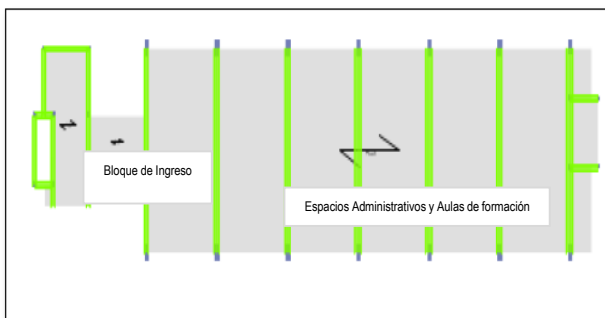 Bloque de Ingreso
Espacios Administrativos y Aulas de formación